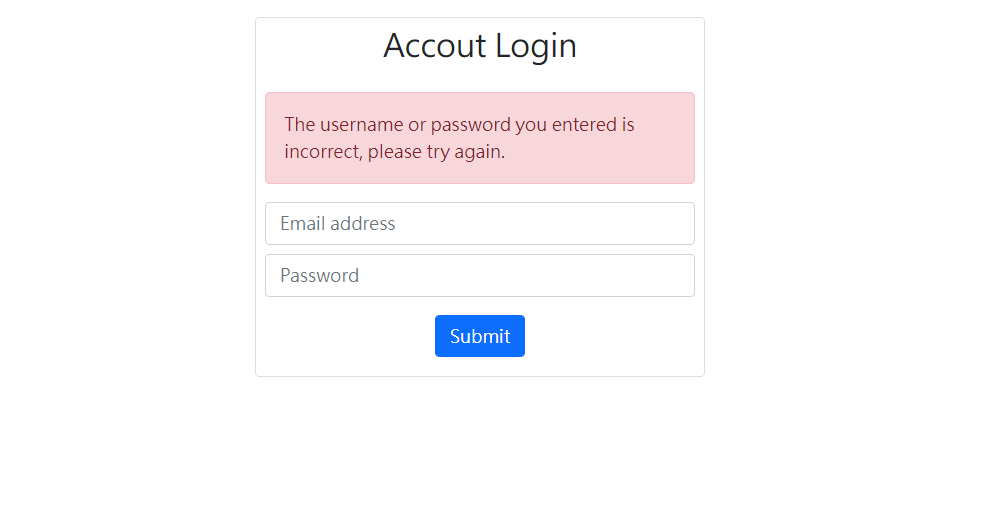 Accout Login
The username or password you entered is
incorrect, please try again.
Email address
Password
Submit